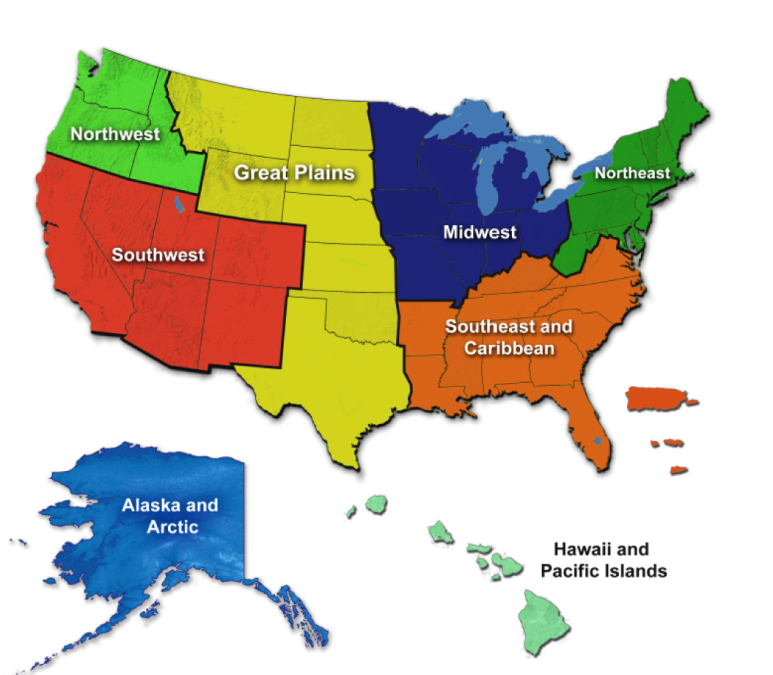 Northwest
Great Plains
Northeast
Midwest
Southwest
Southeast and
Caribbean
Alaska and
Arctic
Hawaii and
Pacific Islands